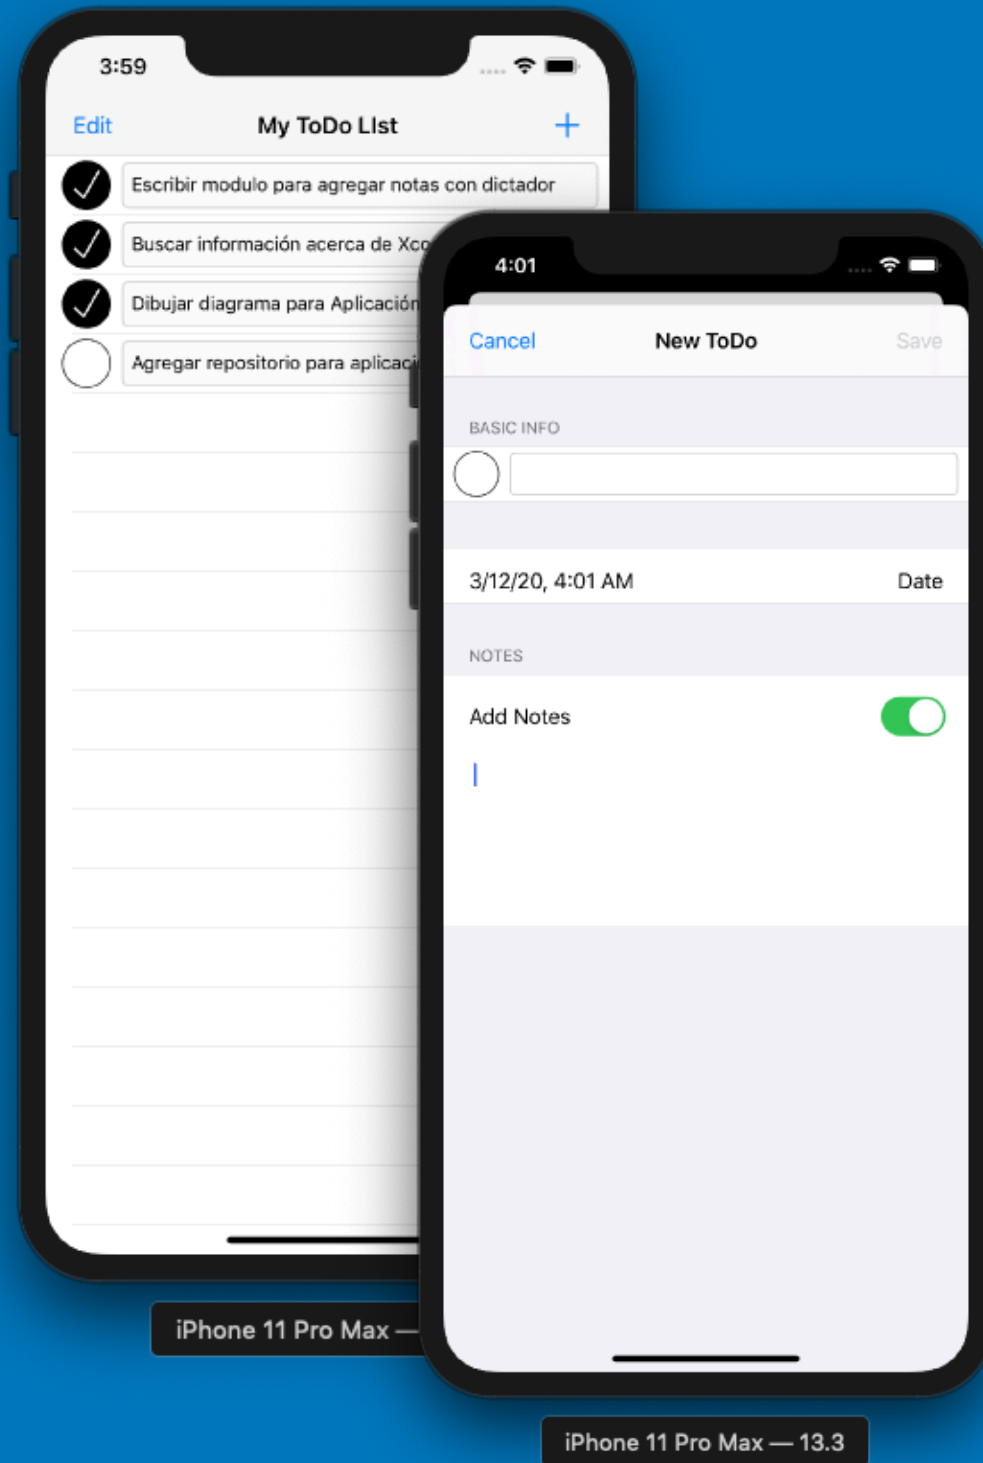 3:59
Edit My ToDo LIst +
Escribir modulo para agregar notas con dictador
Buscar información acerca de
Dibujar diagrama para Aplicación
Agregar repositorio para
iPhone 11 Pro Max —
4:01
Cancel New ToDo Save
BASIC INFO
3/12/20, 4:01 AM Date
NOTES
Add Notes
iPhone 11 Pro Max — 13.3